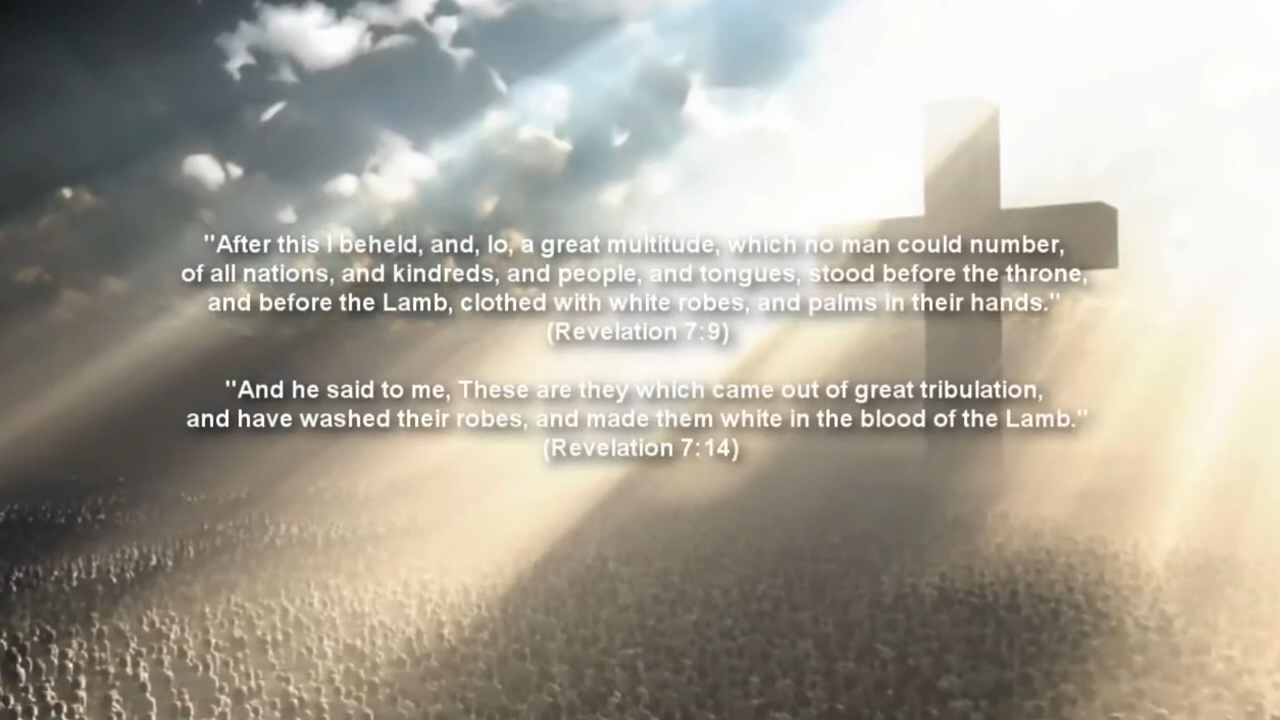 "After this I beheld, and, lo, a great multitude, which no man could number,
of all nations, and kindreds, and people, and tongues, stood before the throne,
and before the Lamb, clothed with white robes, and palms in their hands."
(Revelation 7:9)
"And he said to me, These are they which came out of great tribulation,
and have washed their robes, and made them white in the blood of the Lamb."
(Revelation 7:14)